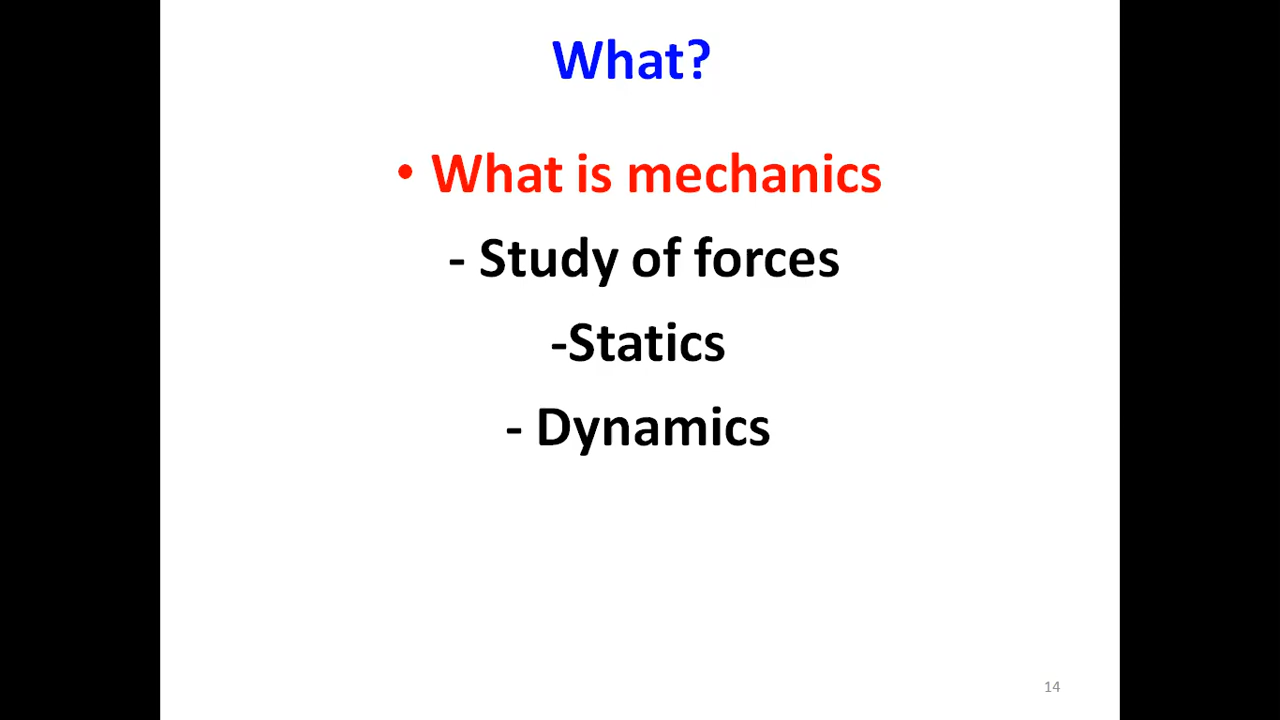 What?
• What is mechanics
- Study of forces
-Statics
- Dynamics
14